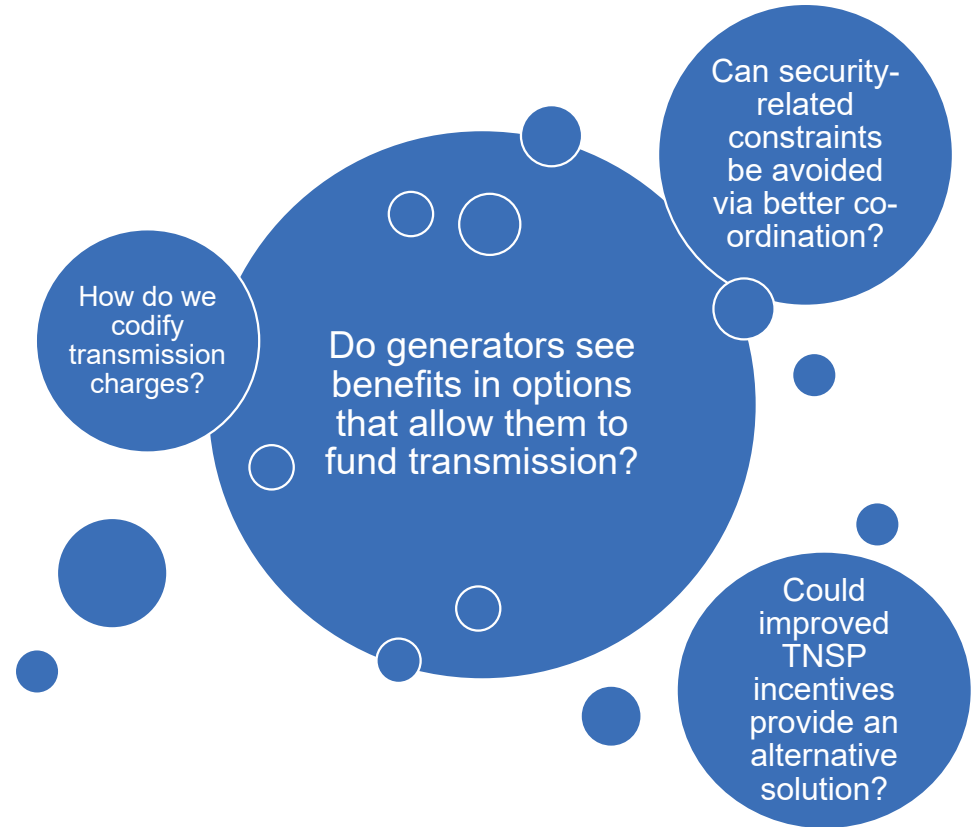 Can security-
related
constraints
be avoided
via better co-
ordination?
How do we
codify
transmission
charges?
Do generators see
benefits in options
that allow them to
fund transmission?
Could
improved
TNSP
incentives
provide an
alternative
solution?